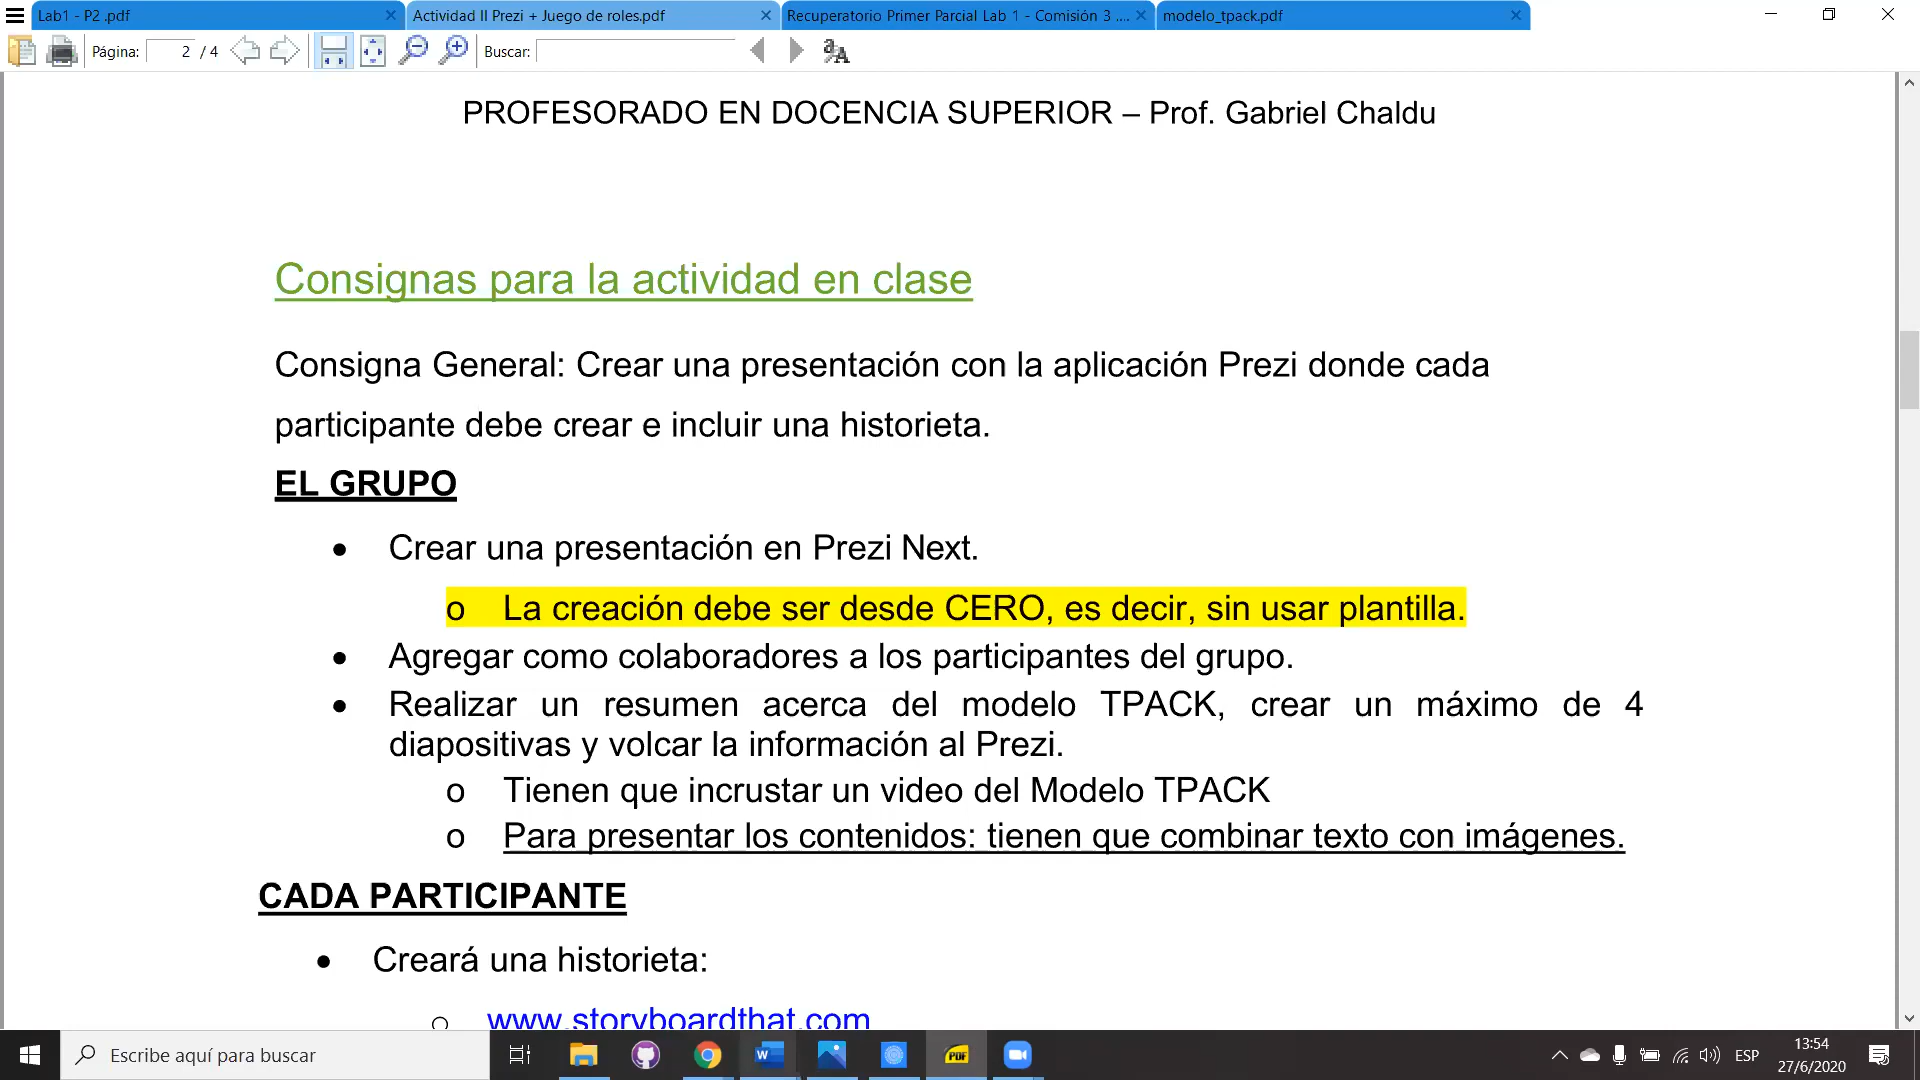 Lab1 - P2 .pdf
Actividad II Prezi + Juego de roles.pdf
Recuperatorio Primer Parcial Lab 1 - Comisión 3 ....
modelo_tpack.pdf
Página: 2 / 4
Buscar:
PROFESORADO EN DOCENCIA SUPERIOR – Prof. Gabriel Chaldu
Consignas para la actividad en clase
Consigna General: Crear una presentación con la aplicación Prezi donde cada
participante debe crear e incluir una historieta.
EL GRUPO
• Crear una presentación en Prezi Next.
o La creación debe ser desde CERO, es decir, sin usar plantilla.
• Agregar como colaboradores a los participantes del grupo.
• Realizar un resumen acerca del modelo TPACK, crear un máximo de 4
diapositivas y volcar la información al Prezi.
o Tienen que incrustar un video del Modelo TPACK
o Para presentar los contenidos: tienen que combinar texto con imágenes.
CADA PARTICIPANTE
• Creará una historieta:
o www.storyboardthat.com
Escribe aquí para buscar
W
PDF
ESP
13:54
27/6/2020